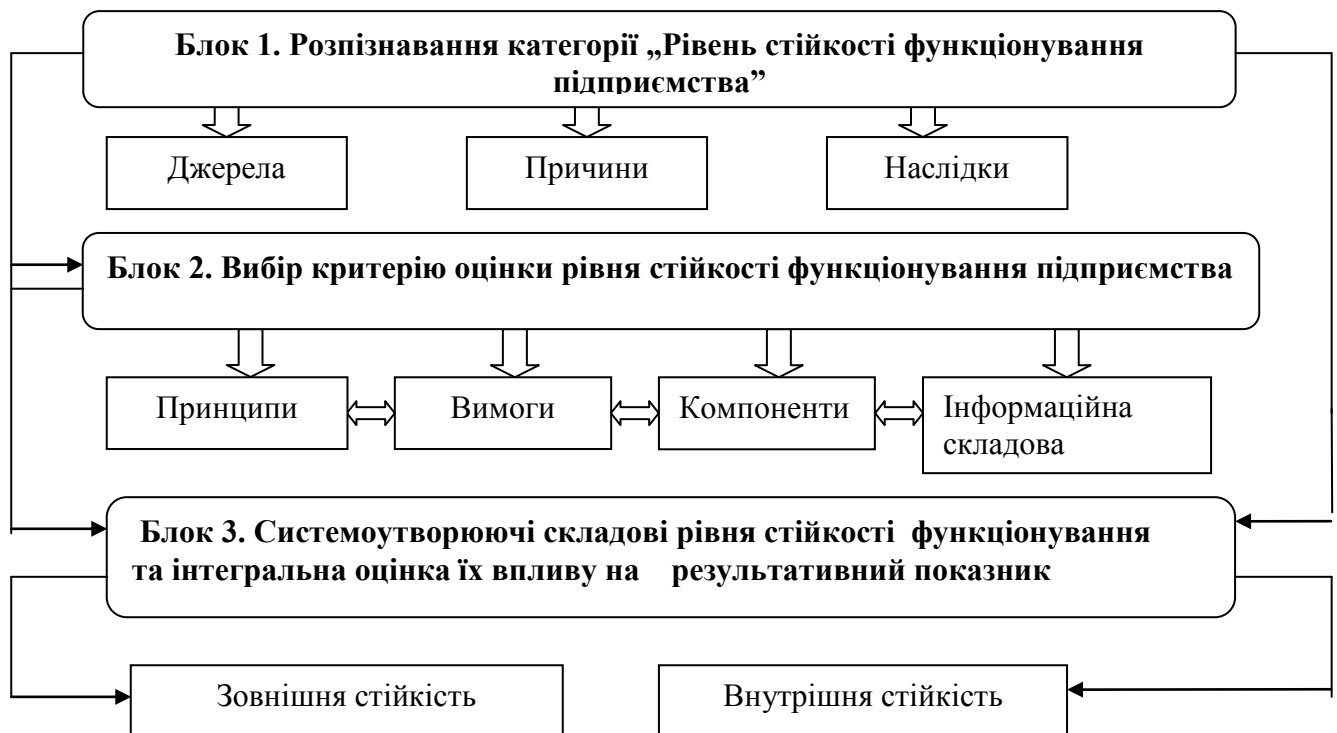 Блок 1. Розпізнавання категорії „Рівень стійкості функціонування
підприємства”
Джерела Причини Наслідки
Блок 2. Вибір критерію оцінки рівня стійкості функціонування підприємства
Принципи Вимоги Компоненти Інформаційна
складова
Блок 3. Системоутворюючі складові рівня стійкості функціонування
та інтегральна оцінка їх впливу на результативний показник
Зовнішня стійкість Внутрішня стійкість